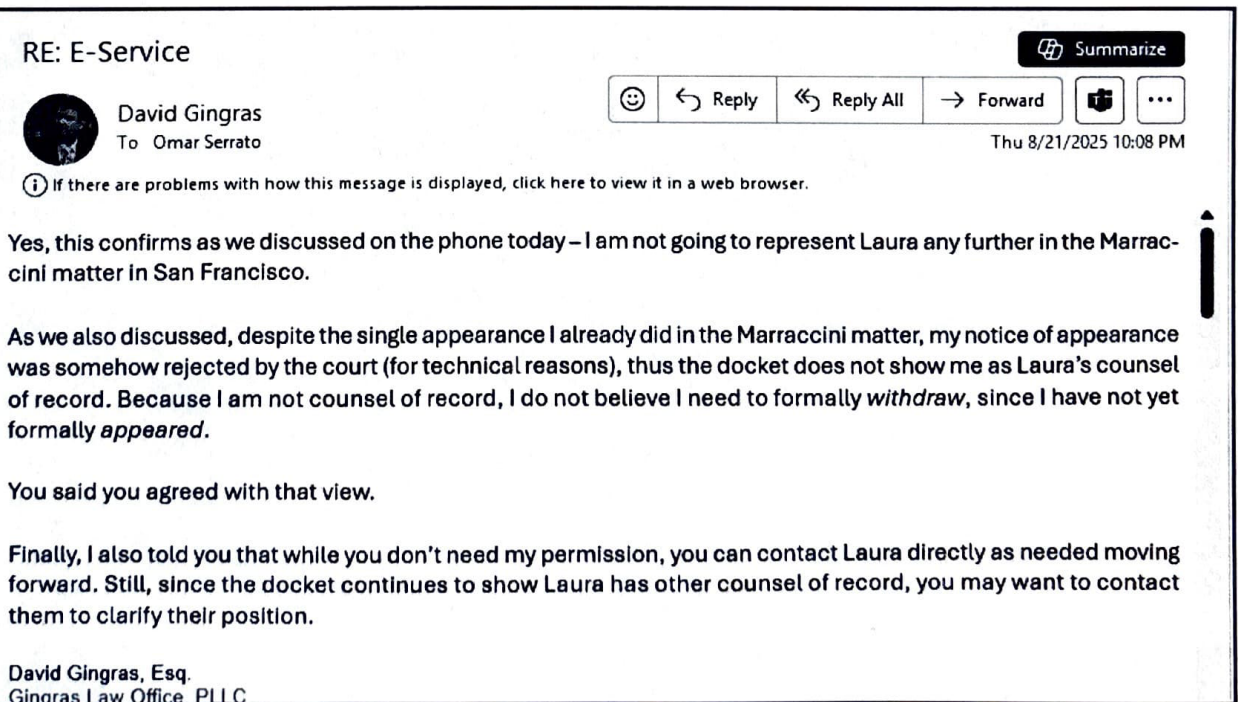 RE: E-Service
Summarize
David Gingras
To Omar Serrato
Reply
Reply All
Forward
Thu 8/21/2025 10:08 PM
If there are problems with how this message is displayed, click here to view it in a web browser.
Yes, this confirms as we discussed on the phone today – I am not going to represent Laura any further in the Marrac-
cini matter in San Francisco.
As we also discussed, despite the single appearance I already did in the Marraccini matter, my notice of appearance
was somehow rejected by the court (for technical reasons), thus the docket does not show me as Laura's counsel
of record. Because I am not counsel of record, I do not believe I need to formally withdraw, since I have not yet
formally appeared.
You said you agreed with that view.
Finally, I also told you that while you don't need my permission, you can contact Laura directly as needed moving
forward. Still, since the docket continues to show Laura has other counsel of record, you may want to contact
them to clarify their position.
David Gingras, Esq.
Gingras Law Office, PLLC